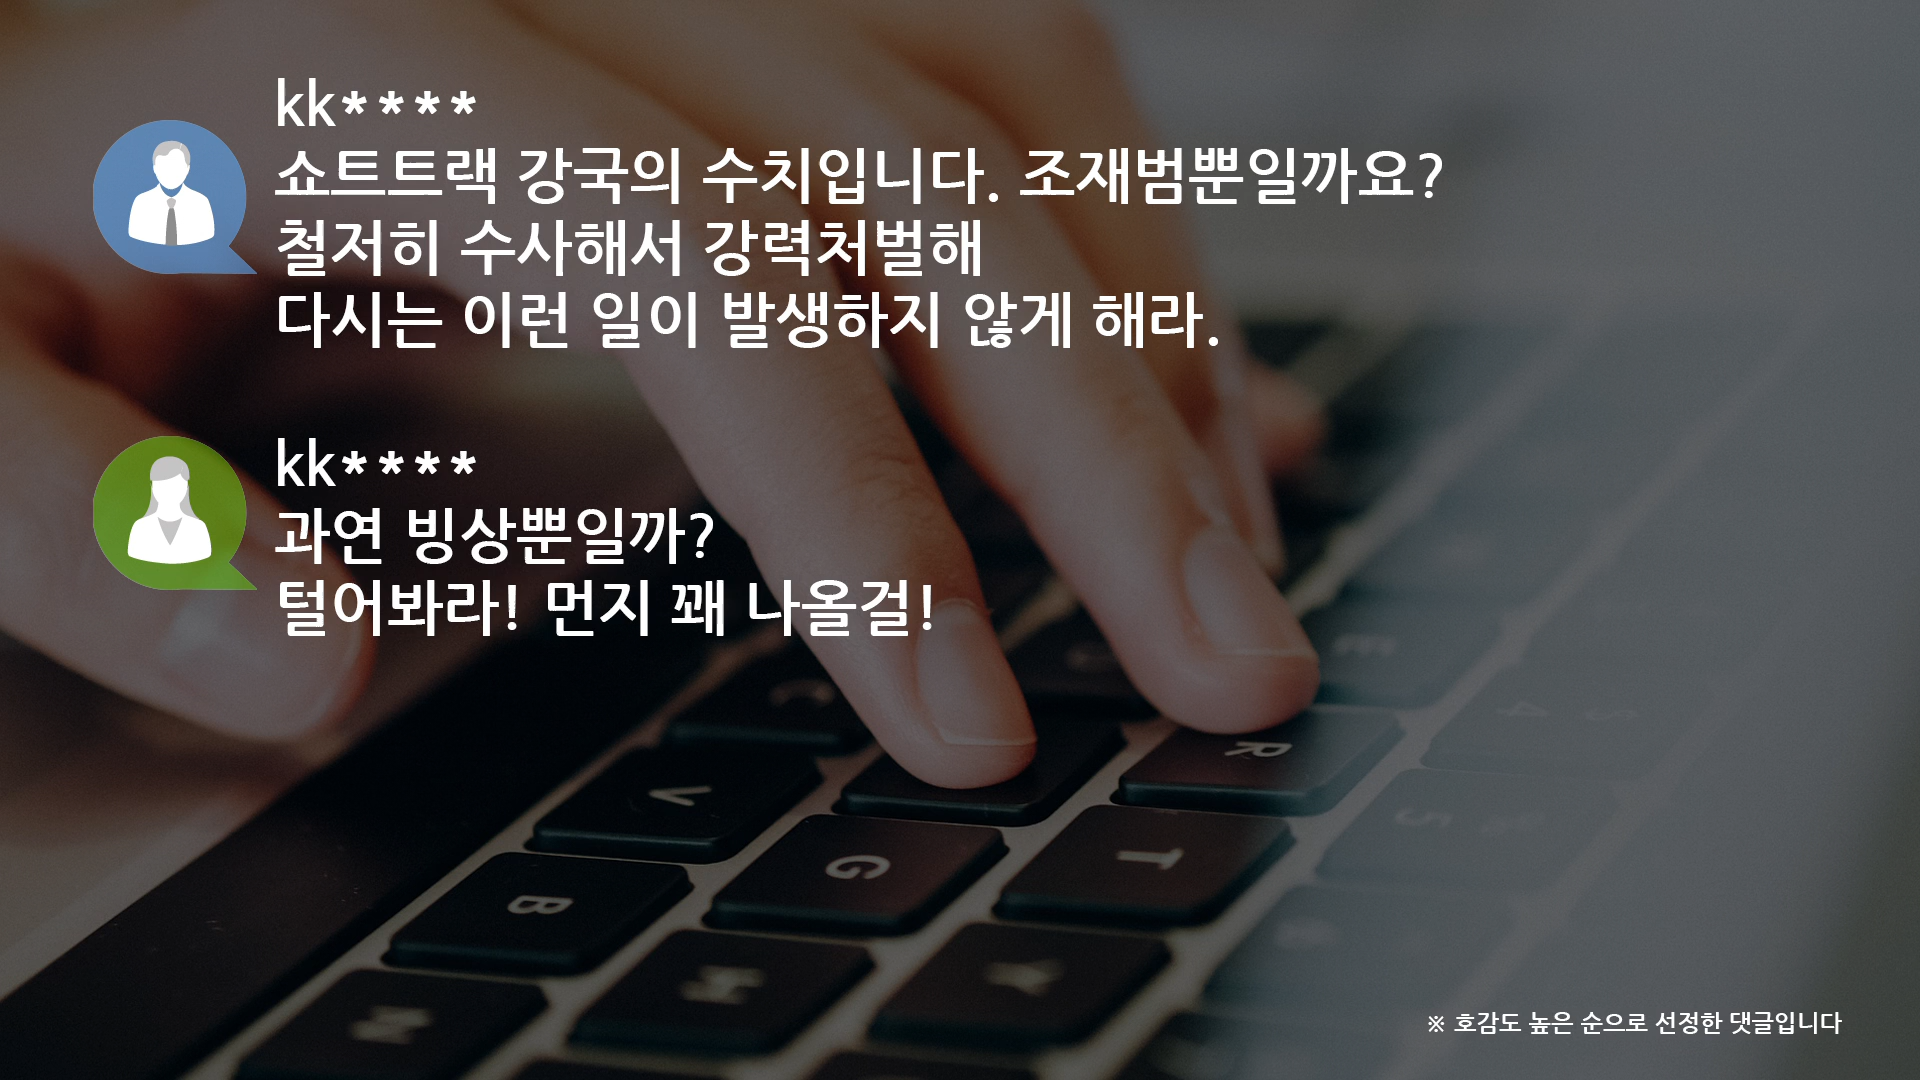 kk****
쇼트트랙 강국의 수치입니다. 조재범뿐일까요?
철저히 수사해서 강력처벌해
다시는 이런 일이 발생하지 않게 해라.
kk****
과연 빙상뿐일까?
털어봐라! 먼지 꽤 나올걸!
C
R
V
T
G
B
Y
H
N
※ 호감도 높은 순으로 선정한 댓글입니다